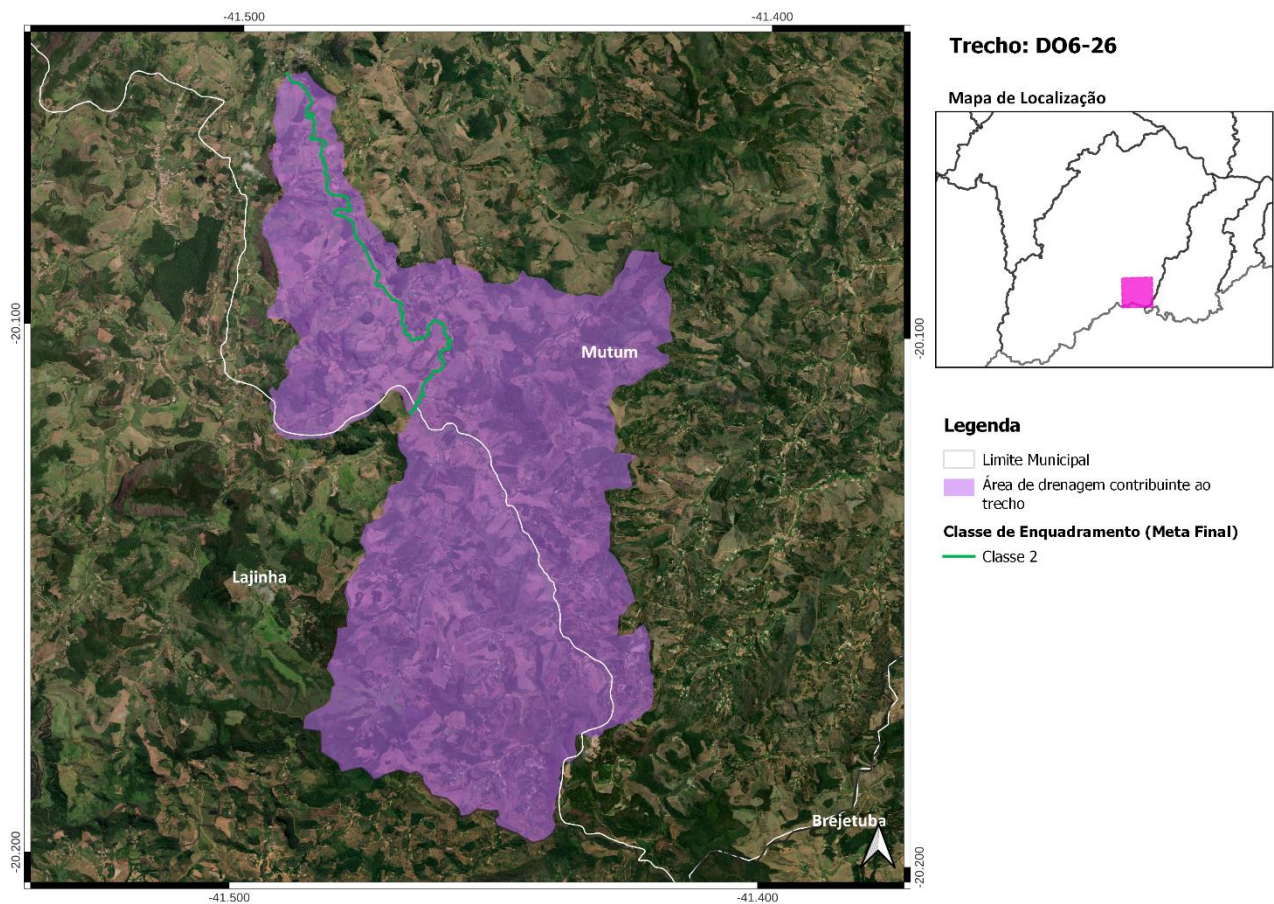 -41.500
-41.400
Trecho: DO6-26
Mapa de Localização
-20.100
-20.100
Mutum
Legenda
Limite Municipal
Área de drenagem contribuinte ao
trecho
Classe de Enquadramento (Meta Final)
Classe 2
Lajinha
Brejetuba
-20.200
-20.200
-41.500
-41.400